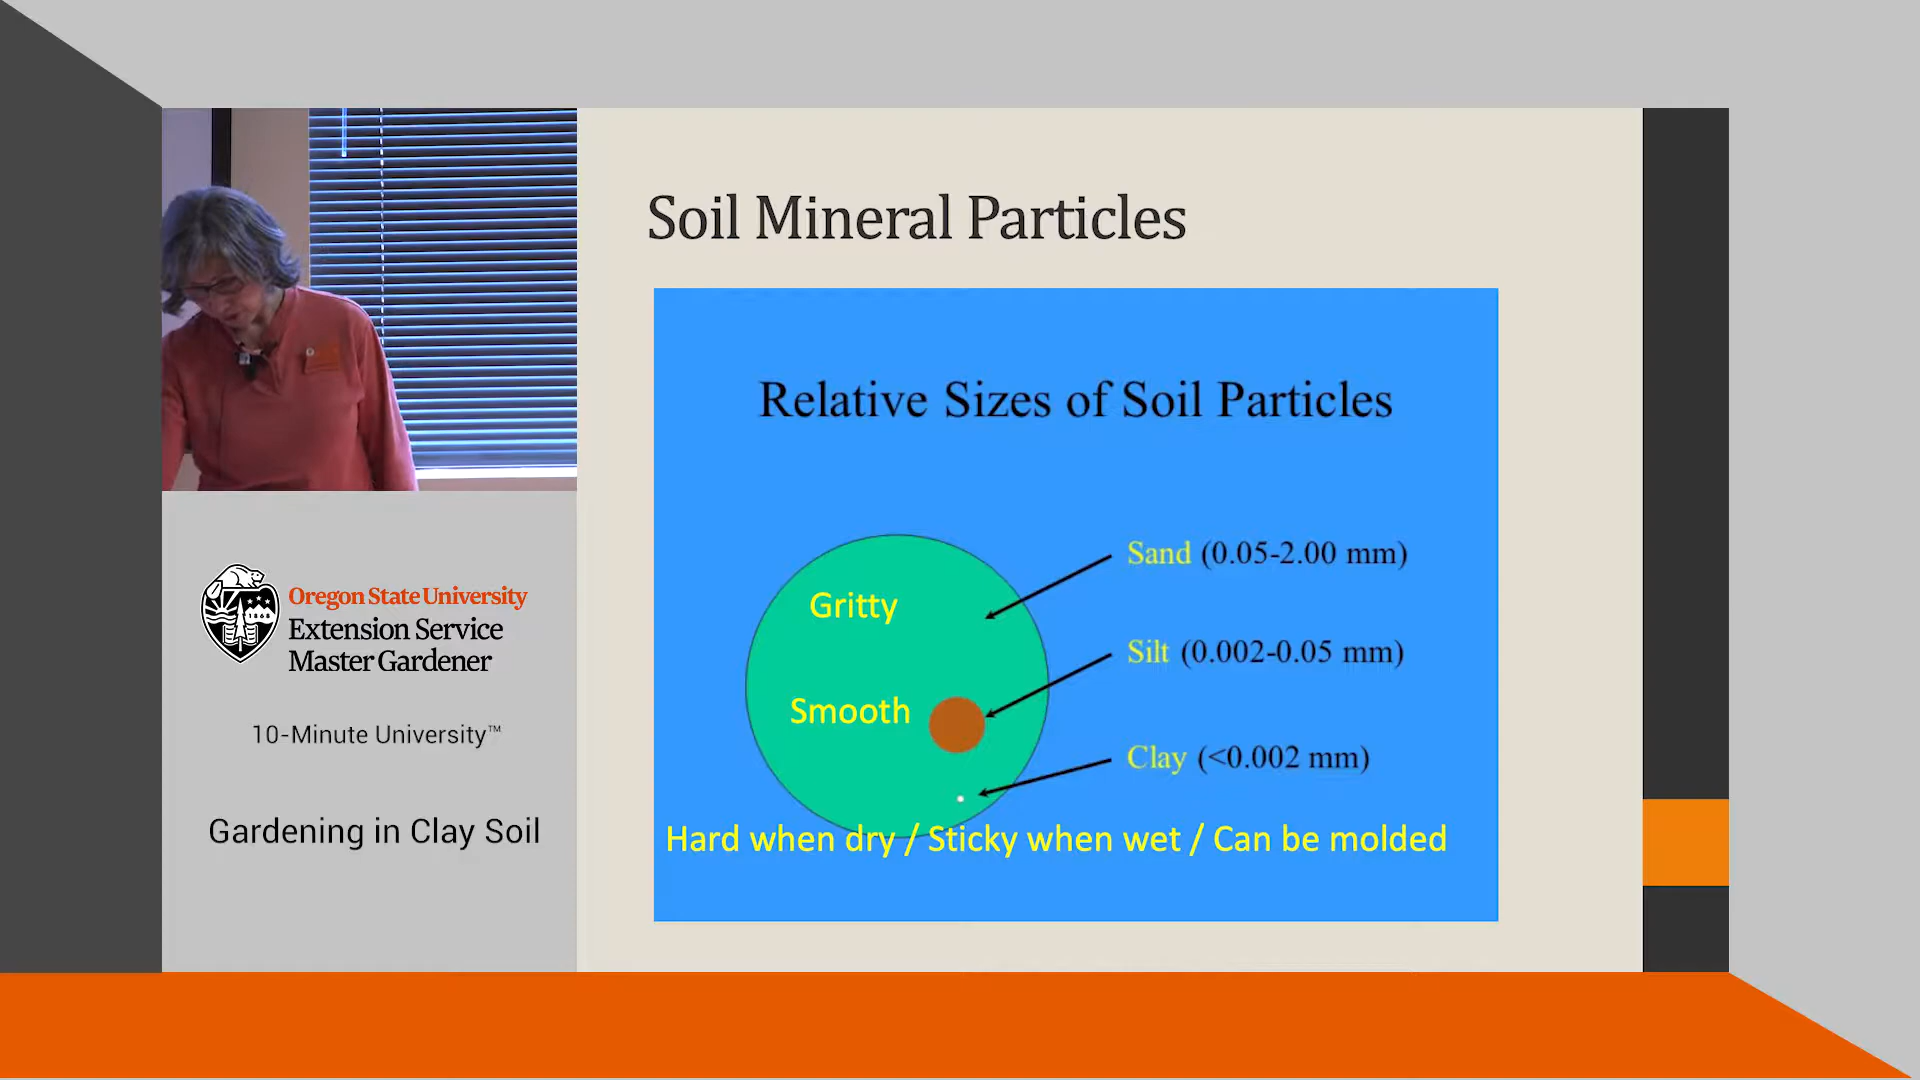 Soil Mineral Particles
Relative Sizes of Soil Particles
Sand (0.05-2.00 mm)
Gritty
Silt (0.002-0.05 mm)
Smooth
Clay (<0.002 mm)
Hard when dry / Sticky when wet / Can be molded
1868
Oregon State University
Extension Service
Master Gardener
10-Minute University™
Gardening in Clay Soil